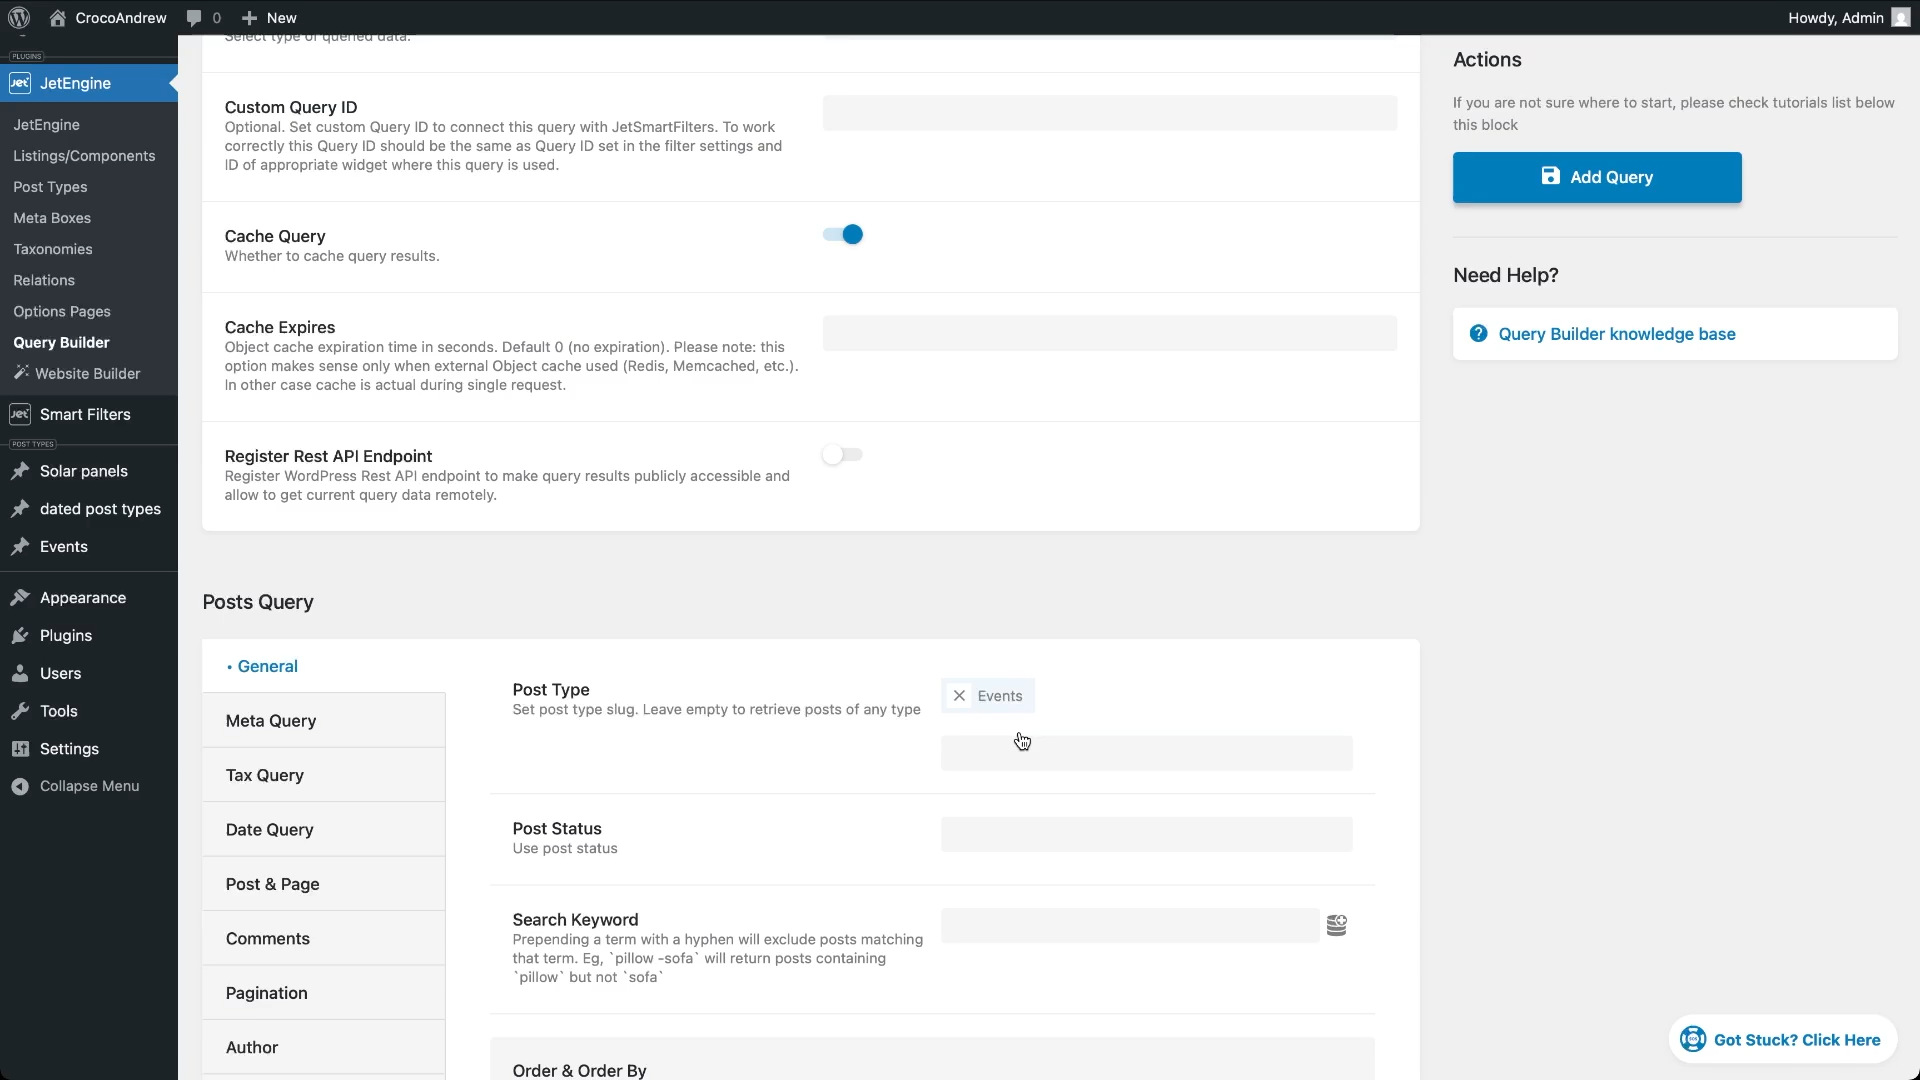 CrocoAndrew
0
New
Howdy, Admin
PLUGINS
JetEngine
JetEngine
Listings/Components
Post Types
Meta Boxes
Taxonomies
Relations
Options Pages
Query Builder
Website Builder
Smart Filters
POST TYPES
Solar panels
dated post types
Events
Appearance
Plugins
Users
Tools
Settings
Collapse Menu
Select type of queried data.
Custom Query ID
Optional. Set custom Query ID to connect this query with JetSmartFilters. To work
correctly this Query ID should be the same as Query ID set in the filter settings and
ID of appropriate widget where this query is used.
Cache Query
Whether to cache query results.
Cache Expires
Object cache expiration time in seconds. Default 0 (no expiration). Please note: this
option makes sense only when external Object cache used (Redis, Memcached, etc.).
In other case cache is actual during single request.
Register Rest API Endpoint
Register WordPress Rest API endpoint to make query results publicly accessible and
allow to get current query data remotely.
Posts Query
• General
Meta Query
Tax Query
Date Query
Post & Page
Comments
Pagination
Author
Post Type
Set post type slug. Leave empty to retrieve posts of any type
Events
Post Status
Use post status
Search Keyword
Prepending a term with a hyphen will exclude posts matching
that term. Eg, `pillow -sofa` will return posts containing
`pillow` but not `sofa`
Order & Order By
Actions
If you are not sure where to start, please check tutorials list below
this block
Add Query
Need Help?
Query Builder knowledge base
Got Stuck? Click Here